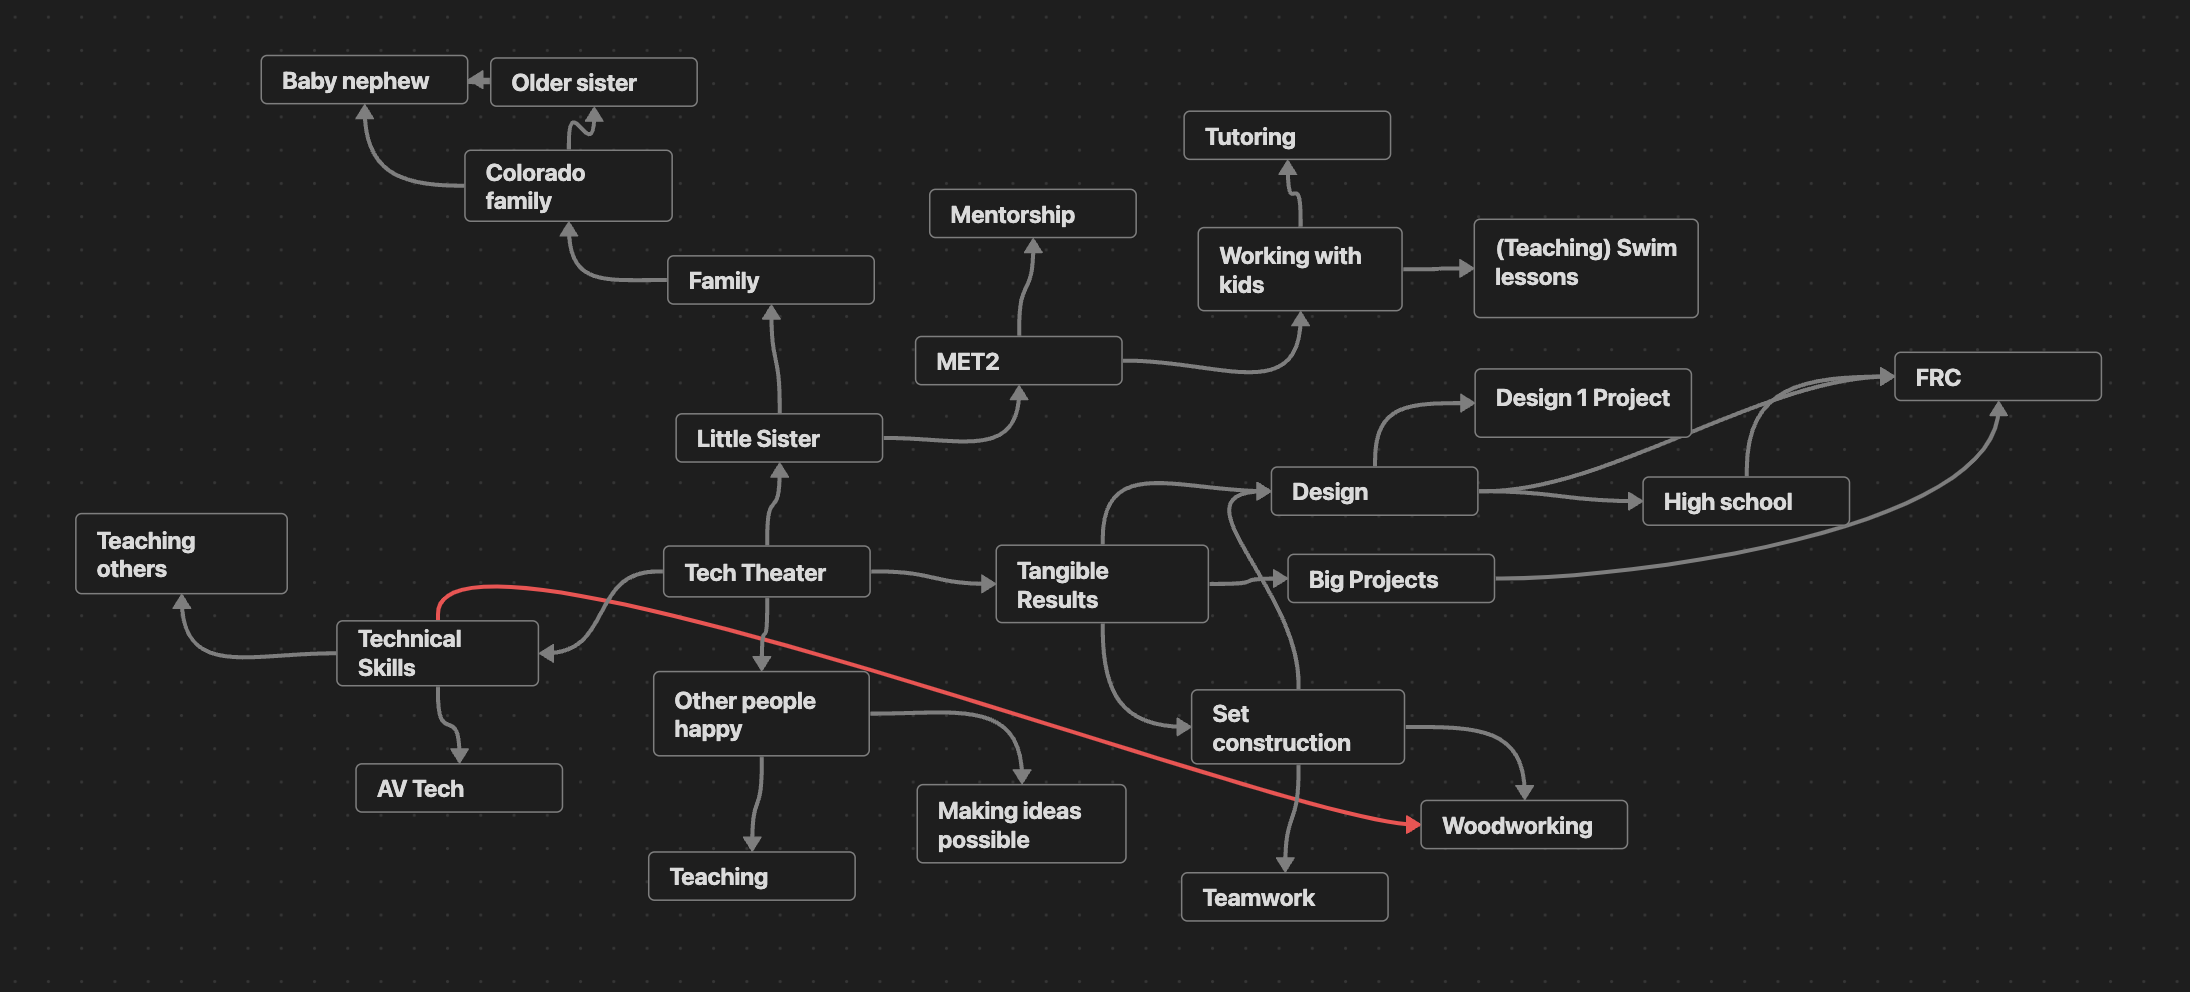 Baby nephew
Older sister
Colorado
family
Family
Little Sister
Mentorship
MET2
Tutoring
Working with
kids
(Teaching) Swim
lessons
Design 1 Project
FRC
Design
High school
Teaching
others
Tech Theater
Tangible
Results
Big Projects
Technical
Skills
Other people
happy
Set
construction
AV Tech
Making ideas
possible
Woodworking
Teaching
Teamwork